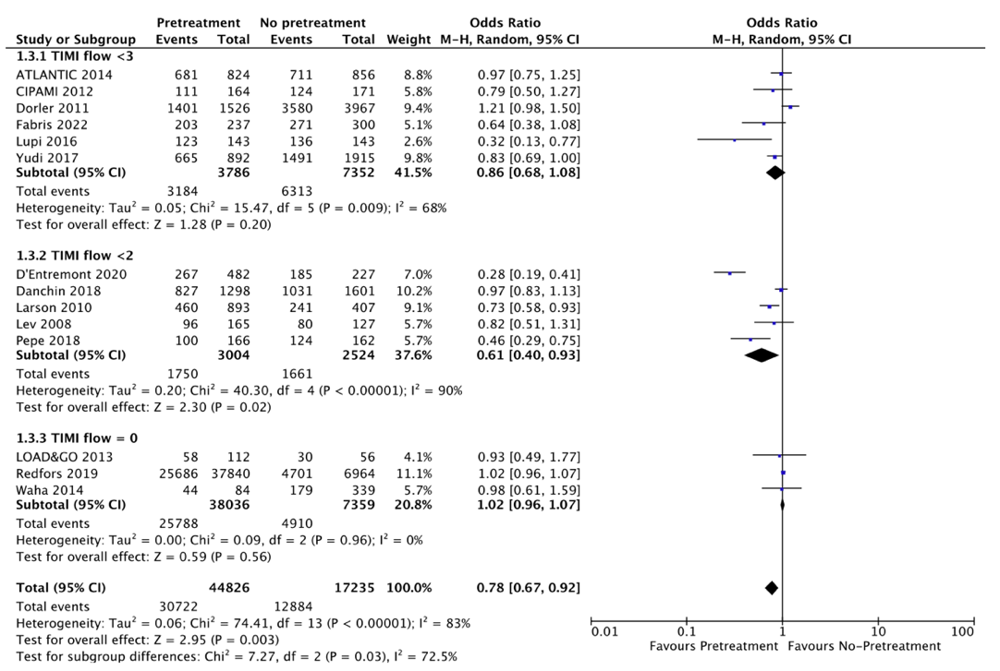 Pretreatment No pretreatment Odds Ratio Odds Ratio
Study or Subgroup Events Total Events Total Weight M-H, Random, 95% CI M-H, Random, 95% CI
1.3.1 TIMI flow <3
ATLANTIC 2014 681 824 711 856 8.8% 0.97 [0.75, 1.25]
CIPAMI 2012 111 164 124 171 5.8% 0.79 [0.50, 1.27]
Dorler 2011 1401 1526 3580 3967 9.4% 1.21 [0.98, 1.50]
Fabris 2022 203 237 271 300 5.1% 0.64 [0.38, 1.08]
Lupi 2016 123 143 136 143 2.6% 0.32 [0.13, 0.77]
Yudi 2017 665 892 1491 1915 9.8% 0.83 [0.69, 1.00]
Subtotal (95% CI) 3786 7352 41.5% 0.86 [0.68, 1.08]
Total events 3184 6313
Heterogeneity: Tau² = 0.05; Chi² = 15.47, df = 5 (P = 0.009); I² = 68%
Test for overall effect: Z = 1.28 (P = 0.20)
1.3.2 TIMI flow <2
D'Entremont 2020 267 482 185 227 7.0% 0.28 [0.19, 0.41]
Danchin 2018 827 1298 1031 1601 10.2% 0.97 [0.83, 1.13]
Larson 2010 460 893 241 407 9.1% 0.73 [0.58, 0.93]
Lev 2008 96 165 80 127 5.7% 0.82 [0.51, 1.31]
Pepe 2018 100 166 124 162 5.7% 0.46 [0.29, 0.75]
Subtotal (95% CI) 3004 2524 37.6% 0.61 [0.40, 0.93]
Total events 1750 1661
Heterogeneity: Tau² = 0.20; Chi² = 40.30, df = 4 (P < 0.00001); I² = 90%
Test for overall effect: Z = 2.30 (P = 0.02)
1.3.3 TIMI flow = 0
LOAD&GO 2013 58 112 30 56 4.1% 0.93 [0.49, 1.77]
Redfors 2019 25686 37840 4701 6964 11.1% 1.02 [0.96, 1.07]
Waha 2014 44 84 179 339 5.7% 0.98 [0.61, 1.59]
Subtotal (95% CI) 38036 7359 20.8% 1.02 [0.96, 1.07]
Total events 25788 4910
Heterogeneity: Tau² = 0.00; Chi² = 0.09, df = 2 (P = 0.96); I² = 0%
Test for overall effect: Z = 0.59 (P = 0.56)
Total (95% CI) 44826 17235 100.0% 0.78 [0.67, 0.92]
Total events 30722 12884
Heterogeneity: Tau² = 0.06; Chi² = 74.41, df = 13 (P < 0.00001); I² = 83%
Test for overall effect: Z = 2.95 (P = 0.003)
Test for subgroup differences: Chi² = 7.27, df = 2 (P = 0.03), I² = 72.5%
0.01 0.1 1 10 100
Favours Pretreatment Favours No-Pretreatment